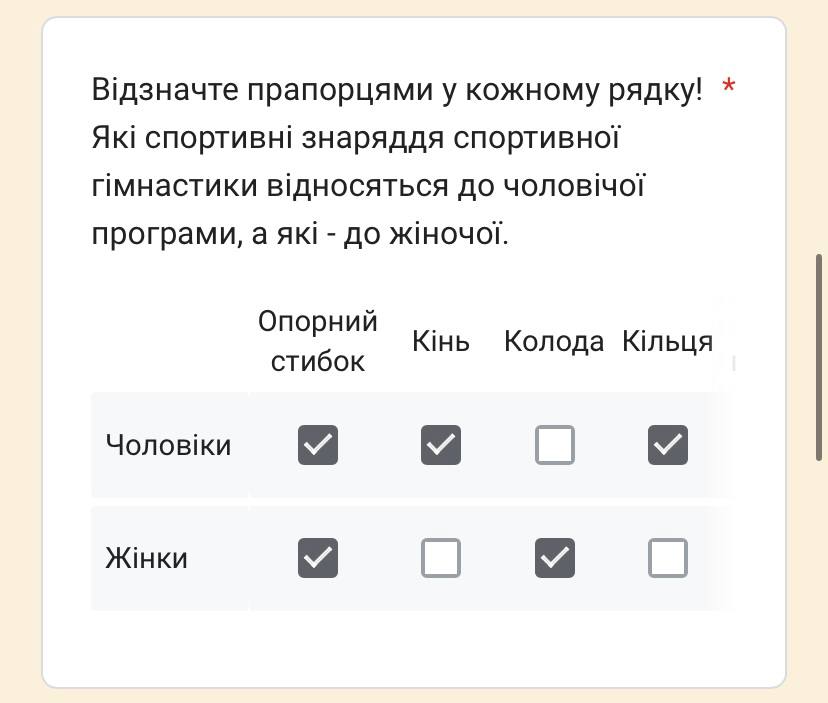 Відзначте прапорцями у кожному рядку! *
Які спортивні знаряддя спортивної
гімнастики відносяться до чоловічої
програми, а які - до жіночої.
Опорний
стибок
Кінь
Колода
Кільця
Чоловіки
Жінки